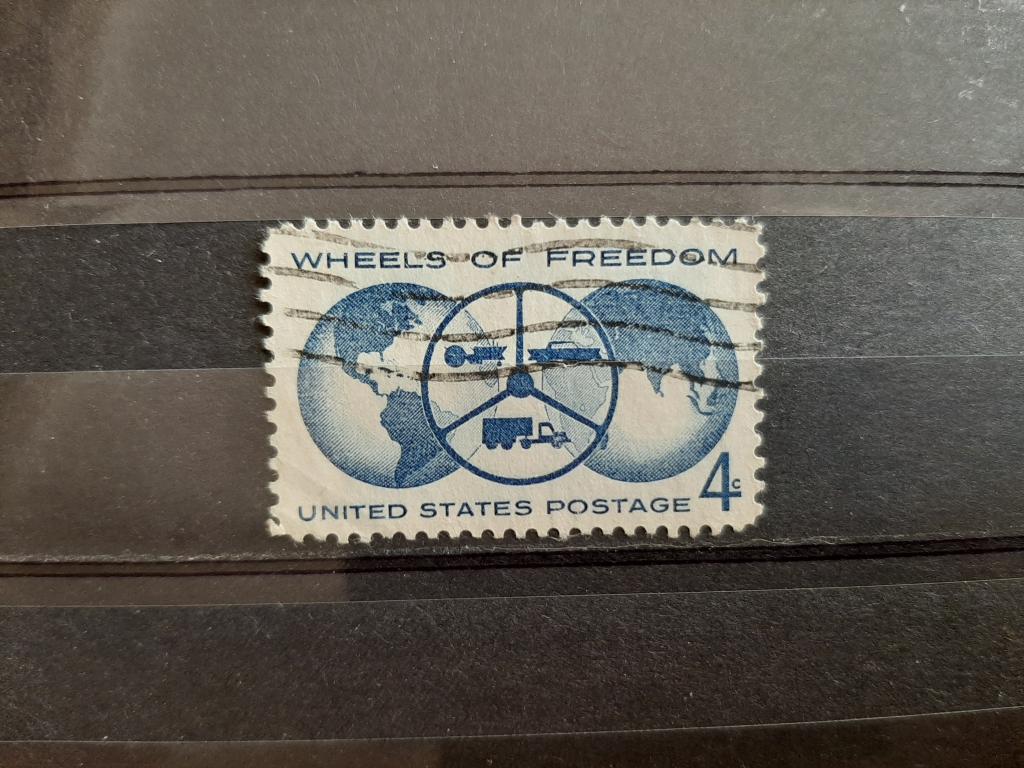 WHEELS OF FREEDOM
UNITED STATES POSTAGE 4c